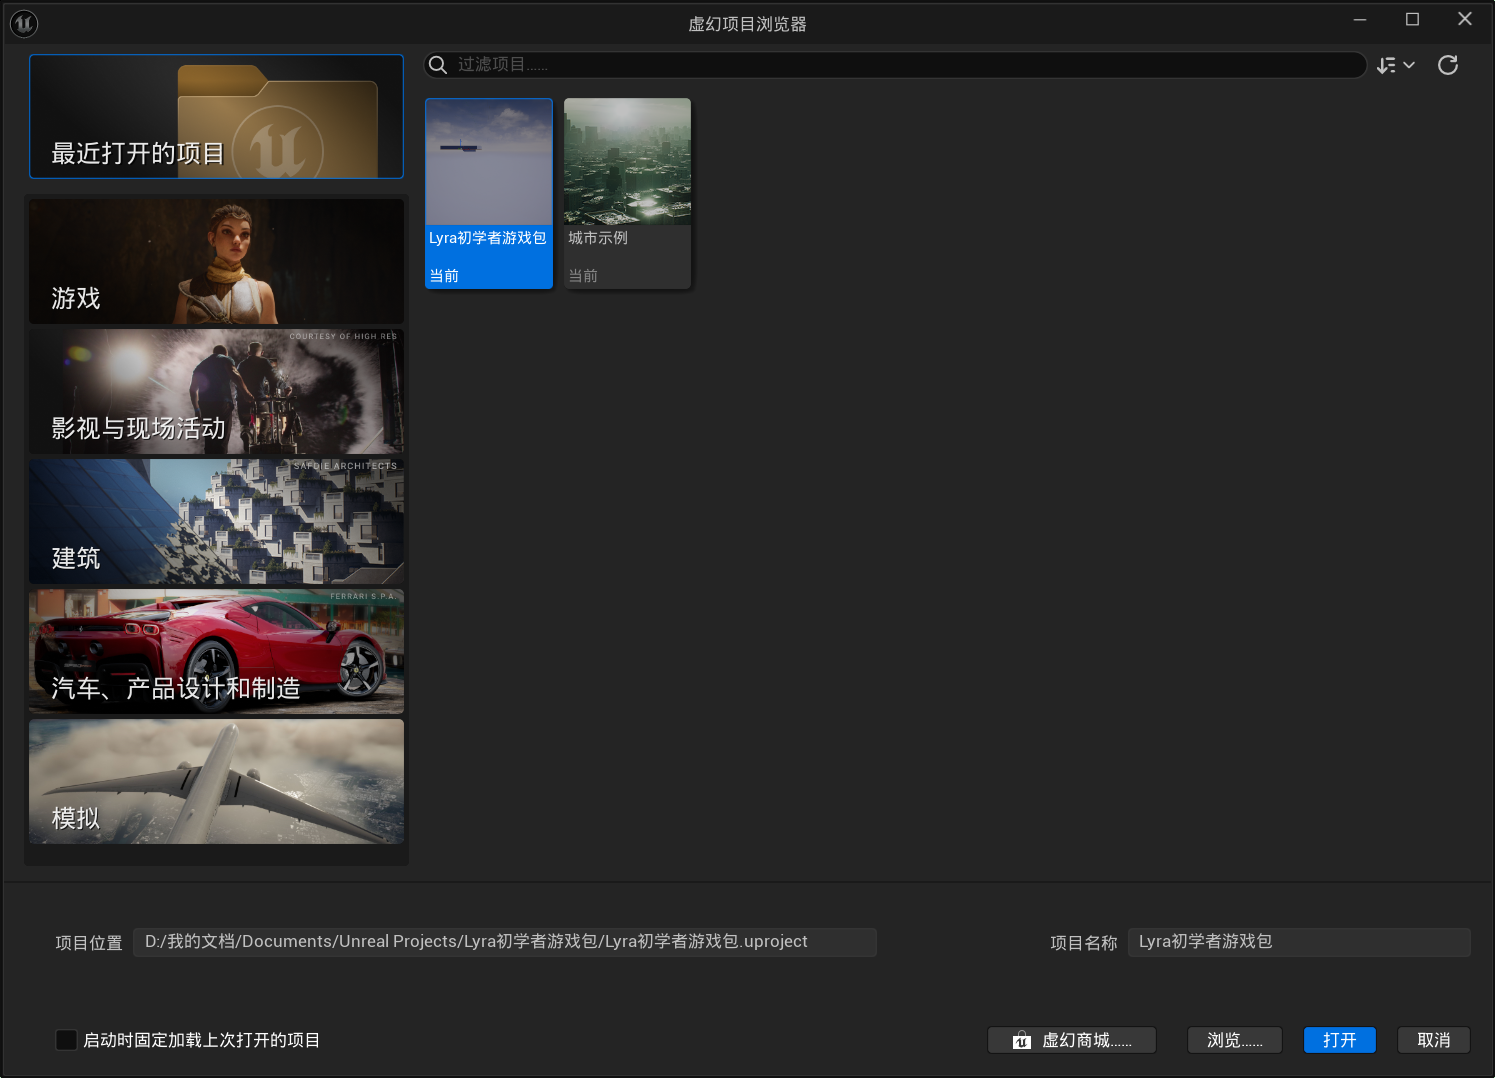 虚幻项目浏览器
最近打开的项目
过滤项目......
Lyra初学者游戏包
当前
城市示例
当前
游戏
COURTESY OF HIGH RES
影视与现场活动
SAFDIE ARCHITECTS
建筑
FERRARI S.P.A.
汽车、产品设计和制造
模拟
项目位置
D:/我的文档/Documents/Unreal Projects/Lyra初学者游戏包/Lyra初学者游戏包.uproject
项目名称
Lyra初学者游戏包
启动时固定加载上次打开的项目
虚幻商城......
浏览......
打开
取消